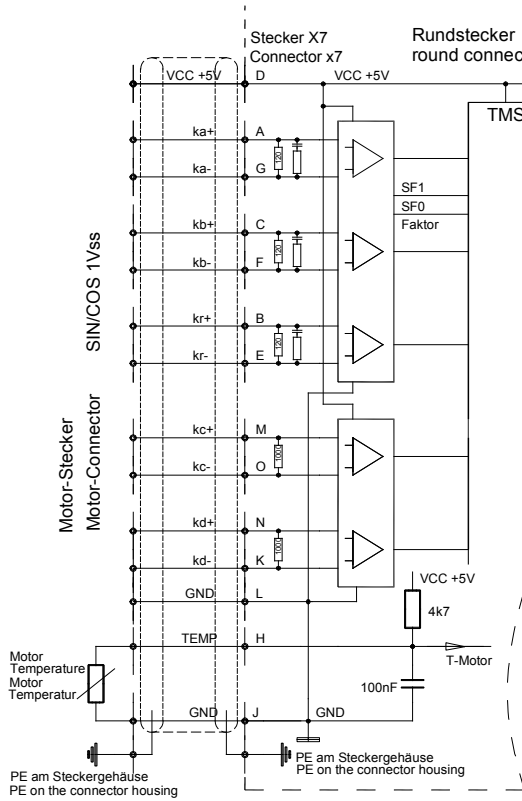 Stecker X7
Connector x7
Rundstecker
round connec
VCC +5V
D
VCC +5V
TMS
ka+
A
120
ka-
G
SF1
SF0
Faktor
kb+
C
120
kb-
F
kr+
B
120
kr-
E
SIN/COS 1Vss
Motor-Stecker
Motor-Connector
kc+
M
1000
kc-
O
kd+
N
1000
kd-
K
VCC +5V
GND
L
4k7
TEMP
H
T-Motor
Motor
Temperature
Motor
Temperatur
100nF
GND
J
GND
PE am Steckergehäuse
PE on the connector housing
PE am Steckergehäuse
PE on the connector housing